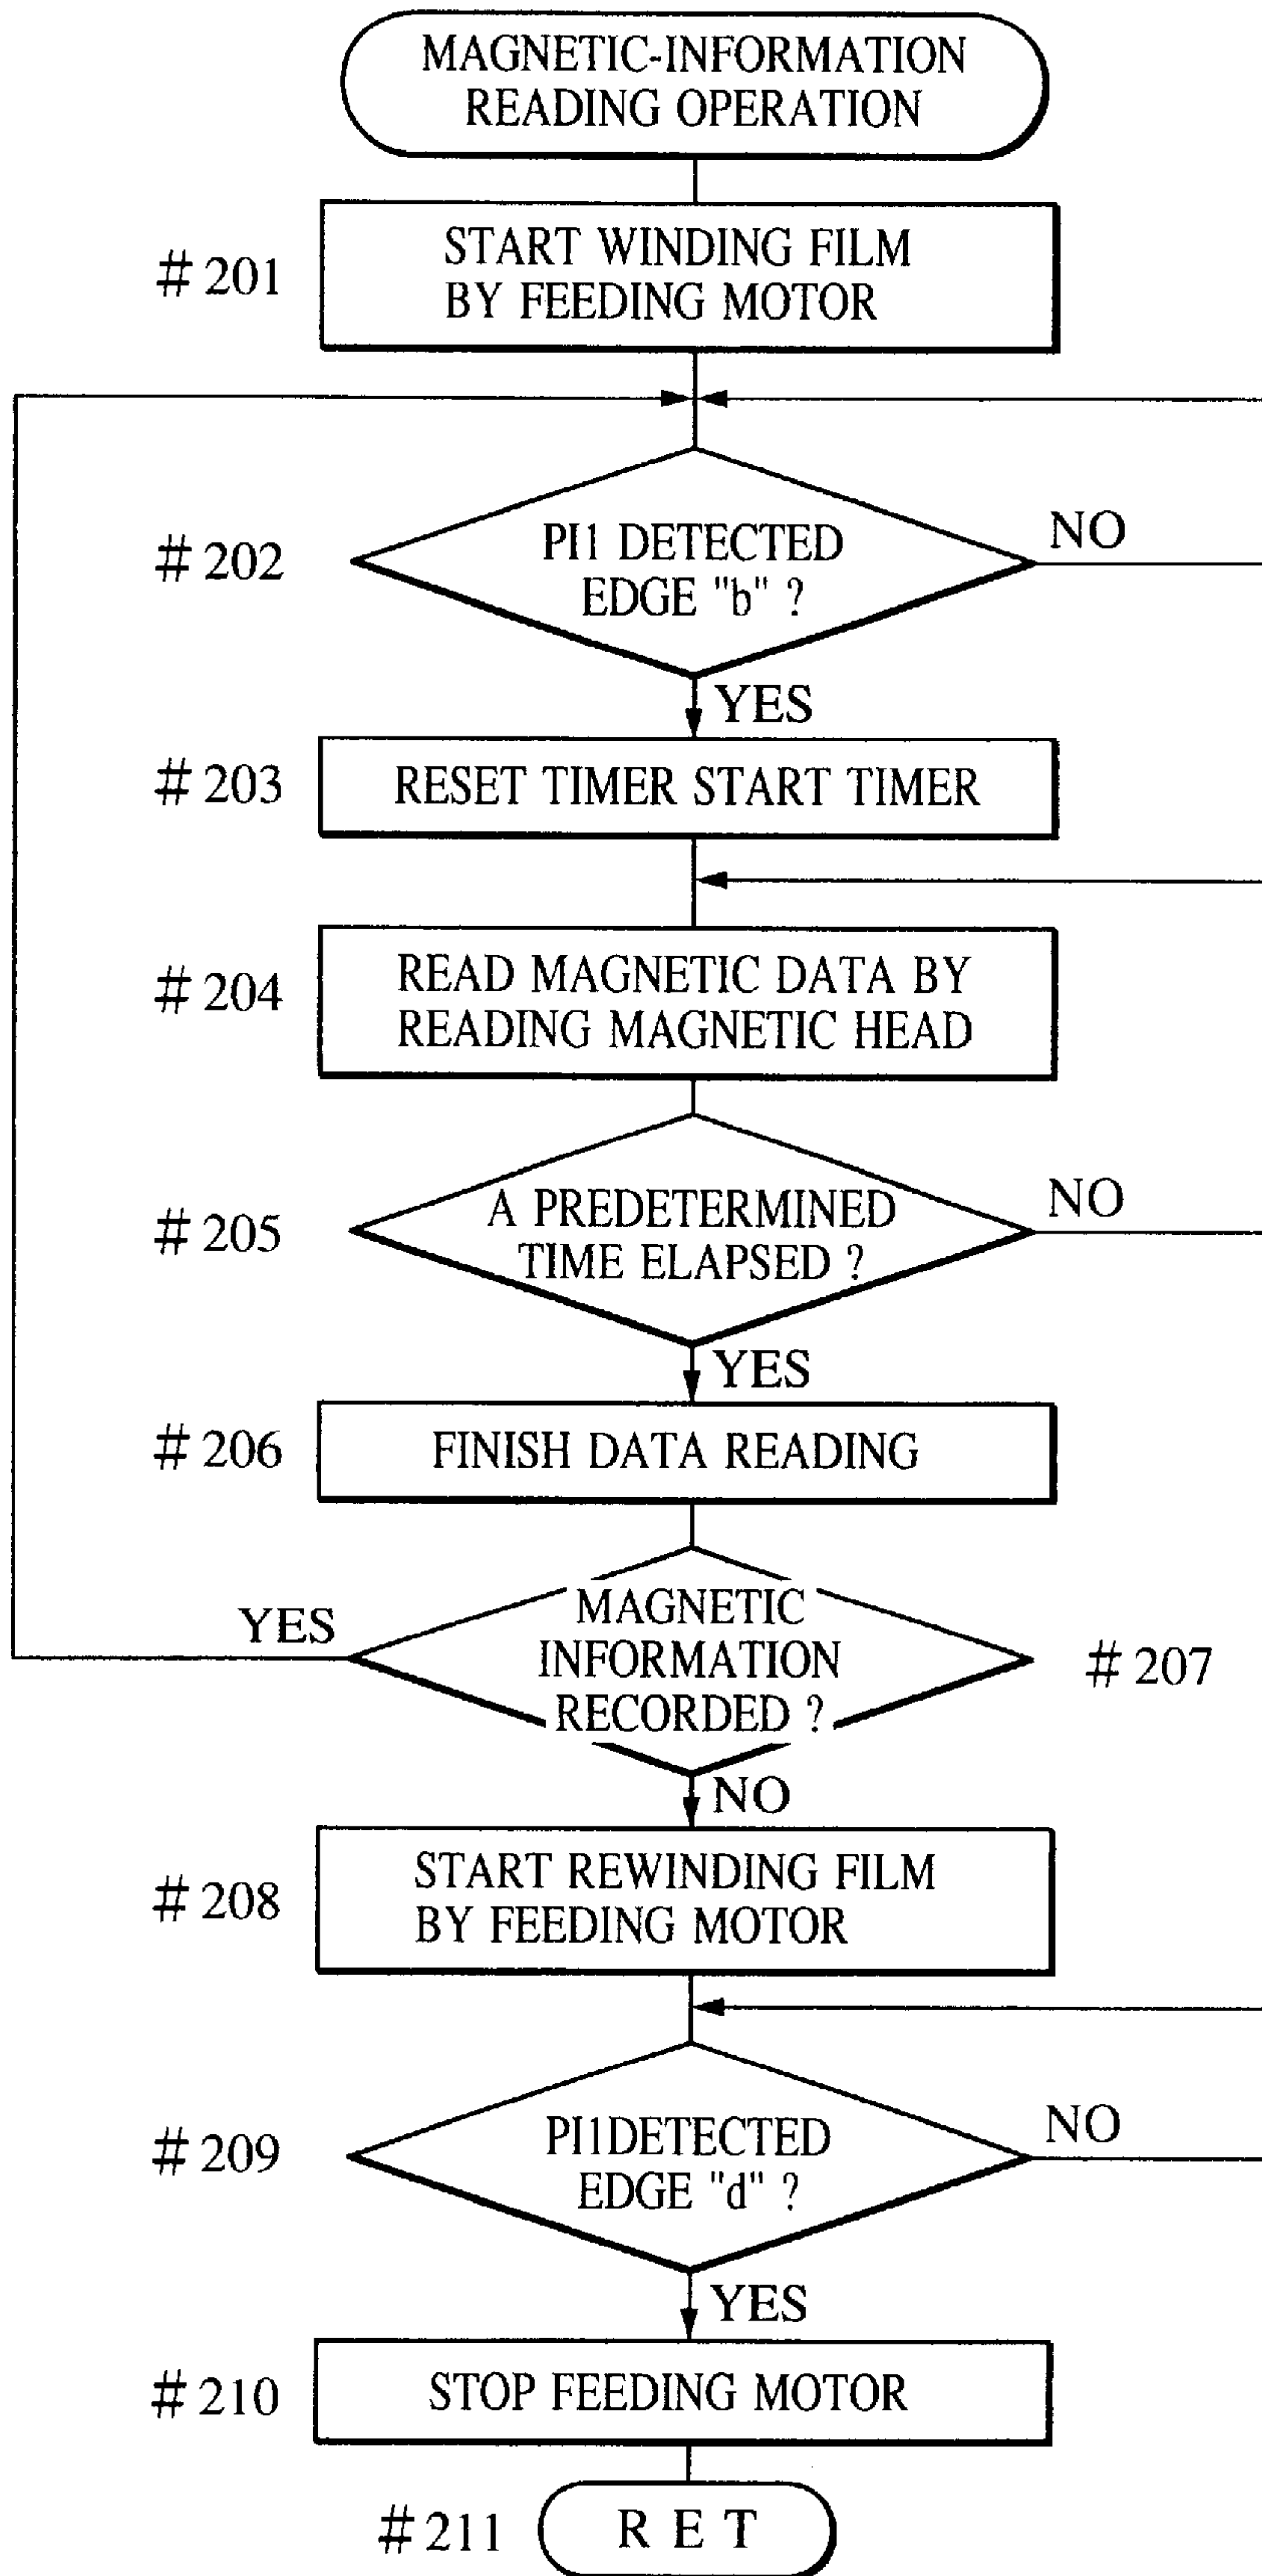 MAGNETIC-INFORMATION
READING OPERATION
# 201
START WINDING FILM
BY FEEDING MOTOR
# 202
PI1 DETECTED
EDGE "b" ?
NO
YES
# 203
RESET TIMER START TIMER
# 204
READ MAGNETIC DATA BY
READING MAGNETIC HEAD
# 205
A PREDETERMINED
TIME ELAPSED ?
NO
YES
# 206
FINISH DATA READING
YES
MAGNETIC
INFORMATION
RECORDED ?
# 207
NO
# 208
START REWINDING FILM
BY FEEDING MOTOR
# 209
PI1DETECTED
EDGE "d" ?
NO
YES
# 210
STOP FEEDING MOTOR
# 211
R E T